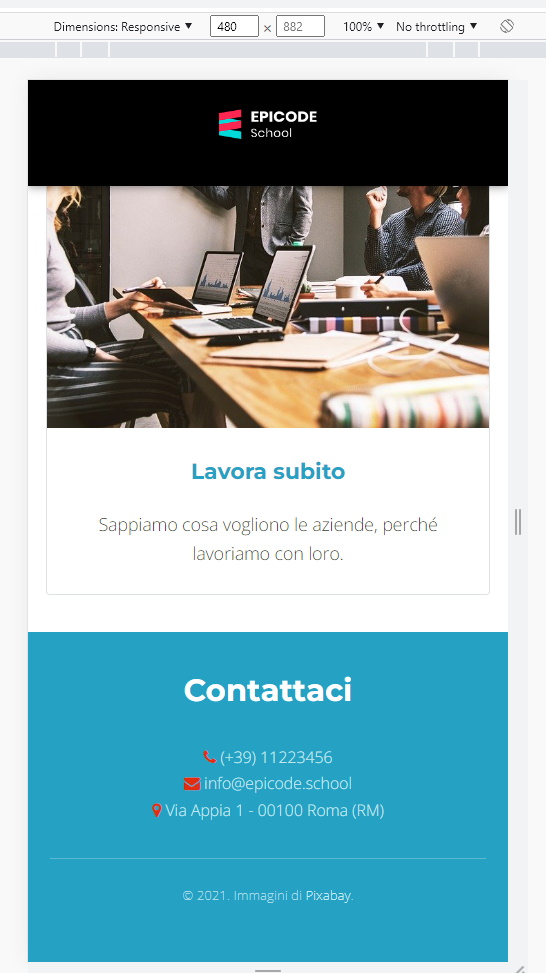 Dimensions: Responsive ▼ 480 × 882 100% ▼ No throttling ▼
EPICODE
School
Lavora subito
Sappiamo cosa vogliono le aziende, perché
lavoriamo con loro.
Contattaci
(+39) 11223456
info@epicode.school
Via Appia 1 - 00100 Roma (RM)
© 2021. Immagini di Pixabay.